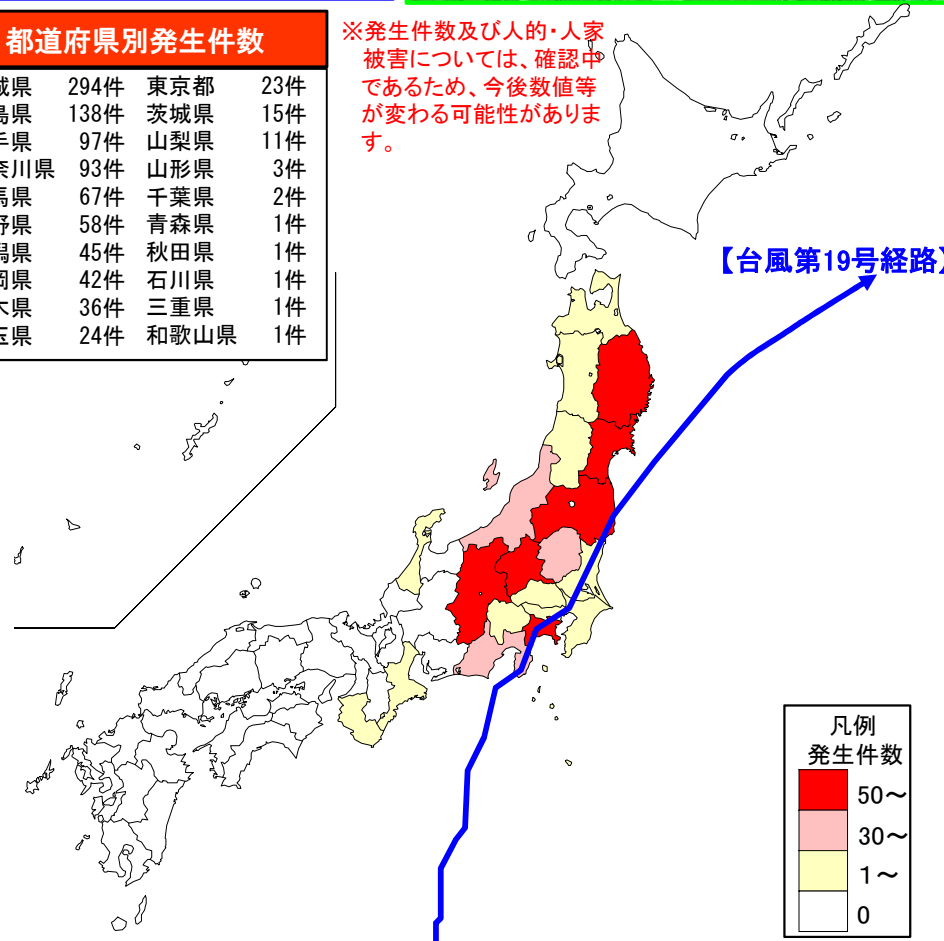 都道府県別発生件数
城県 294件 東京都 23件
島県 138件 茨城県 15件
手県 97件 山梨県 11件
奈川県 93件 山形県 3件
馬県 67件 千葉県 2件
野県 58件 青森県 1件
潟県 45件 秋田県 1件
岡県 42件 石川県 1件
木県 36件 三重県 1件
玉県 24件 和歌山県 1件
※発生件数及び人的・人家
被害については、確認中
であるため、今後数値等
が変わる可能性がありま
す。
【台風第19号経路】
凡例
発生件数
50~
30~
1~
0